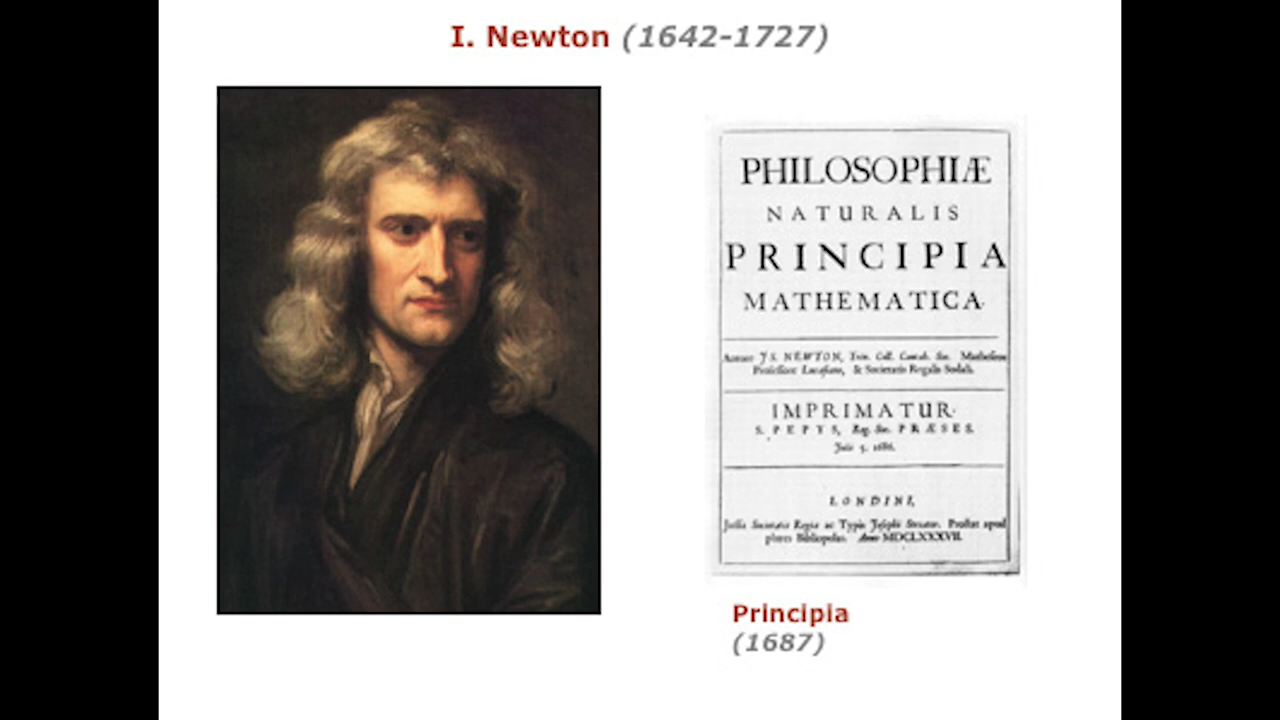 I. Newton (1642-1727)
PHILOSOPHIÆ
NATURALIS
PRINCIPIA
MATHEMATICA.
Autore JS. NEWTON, Trin. Coll. Cantab. Soc. Matheseos
Professore Lucasiano, & Societatis Regalis Sodali.
IMPRIMATUR.
S. PEPYS, Reg. Soc. PRÆSES.
Julii 5. 1686.
LONDINI,
Jussu Societatis Regiæ ac Typis Josephi Streater. Prostat apud
plures Bibliopolas. Anno MDCLXXXVII.
Principia
(1687)